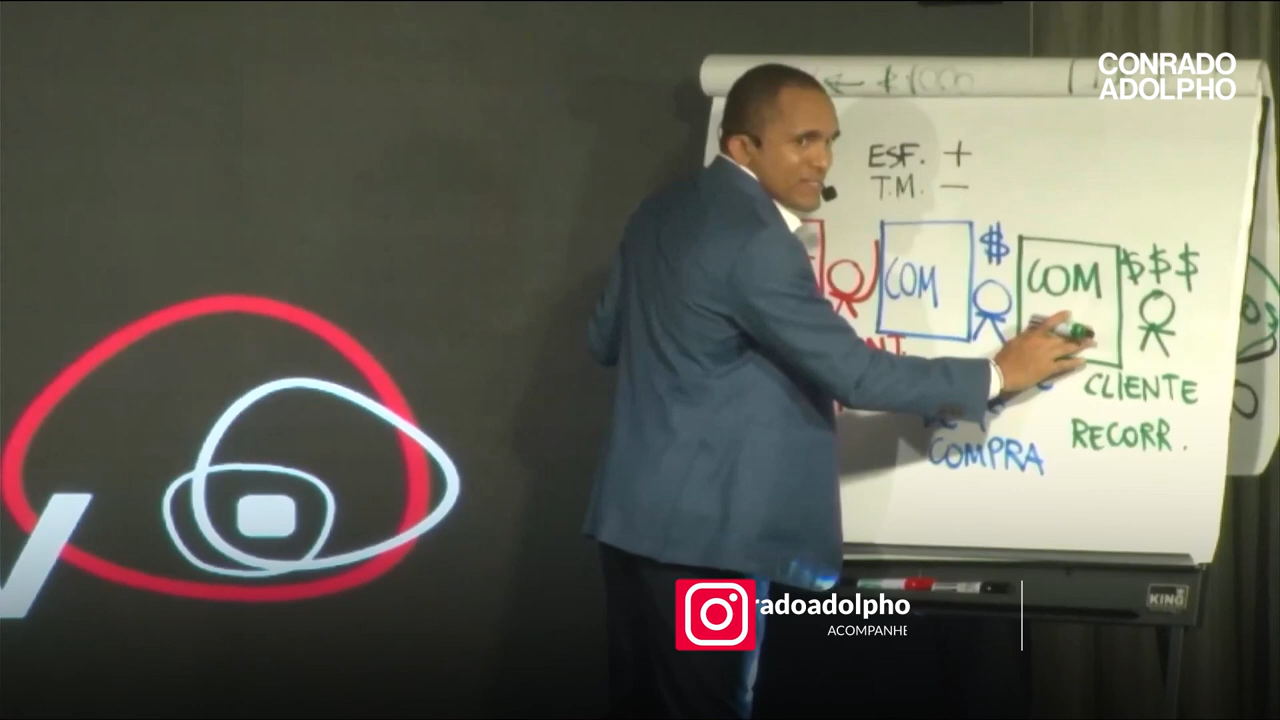 CONRADO
ADOLPHO
ESF. +
T.M. —
$
$$$
COM
COM
CLIENTE
RECORR.
COMPRA
radoadolpho
ACOMPANHE
KING